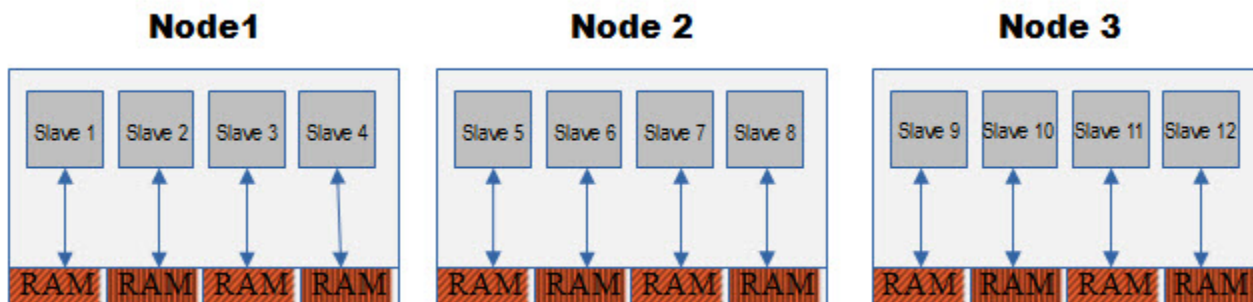 Node1 Node 2 Node 3
Slave 1 Slave 2 Slave 3 Slave 4 Slave 5 Slave 6 Slave 7 Slave 8 Slave 9 Slave 10 Slave 11 Slave 12
RAM RAM RAM RAM RAM RAM RAM RAM RAM RAM RAM RAM